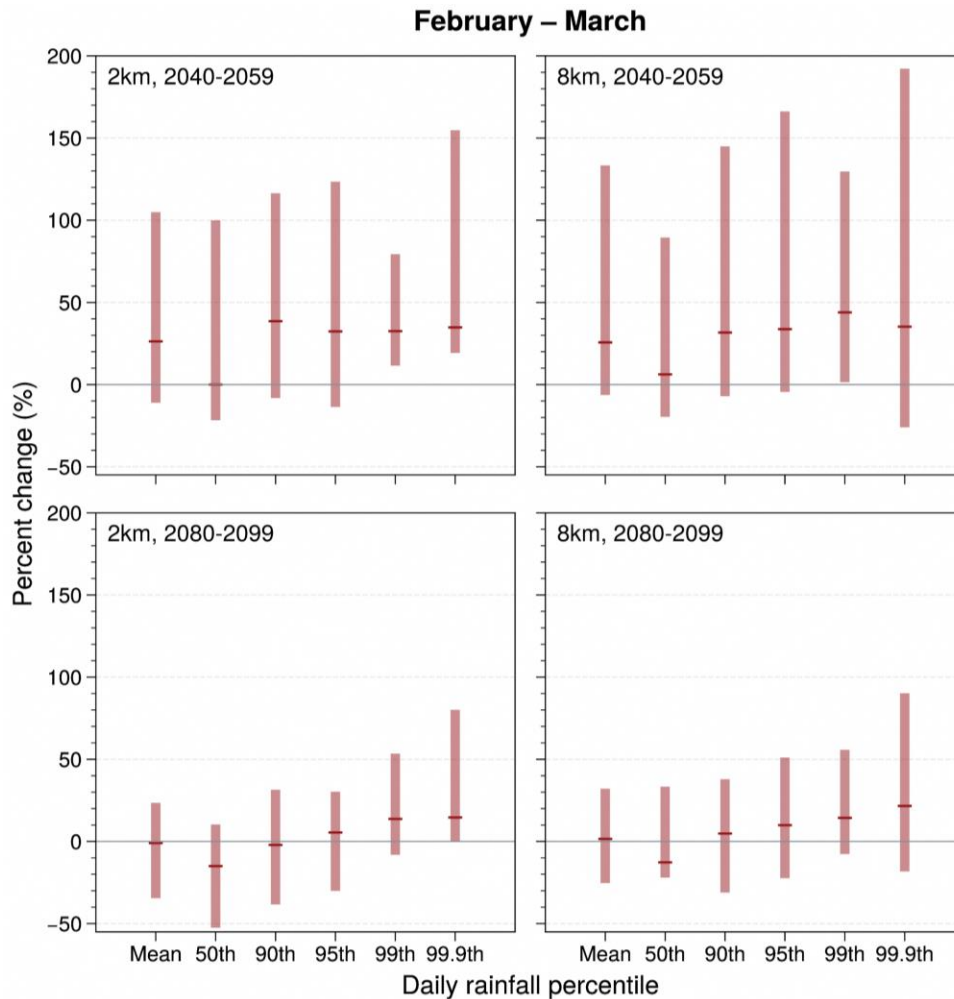 February – March
2km, 2040-2059
8km, 2040-2059
200
150
100
50
0
−50
2km, 2080-2099
8km, 2080-2099
200
150
100
50
0
−50
Percent change (%)
Mean 50th 90th 95th 99th 99.9th
Mean 50th 90th 95th 99th 99.9th
Daily rainfall percentile